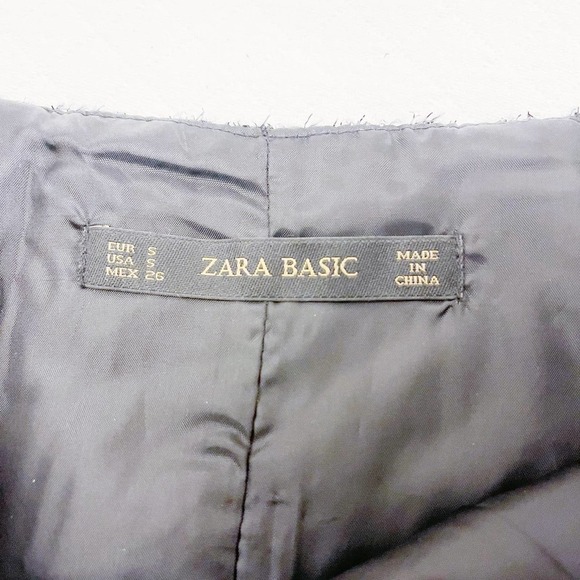 EUR S
USA S
MEX 26
ZARA BASIC
MADE
IN
CHINA